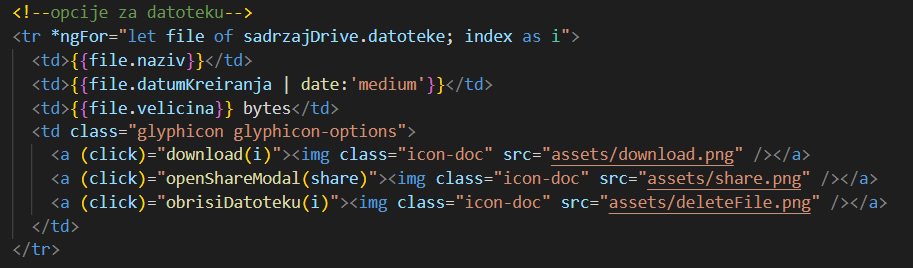 <!--opcije za datoteku-->
<tr *ngFor="let file of sadrzajDrive.datoteke; index as i">
<td>{{file.naziv}}</td>
<td>{{file.datumKreiranja | date:'medium'}}</td>
<td>{{file.velicina}} bytes</td>
<td class="glyphicon glyphicon-options">
<a (click)="download(i)"><img class="icon-doc" src="assets/download.png" /></a>
<a (click)="openShareModal(share)"><img class="icon-doc" src="assets/share.png" /></a>
<a (click)="obrisiDatoteku(i)"><img class="icon-doc" src="assets/deleteFile.png" /></a>
</td>
</tr>